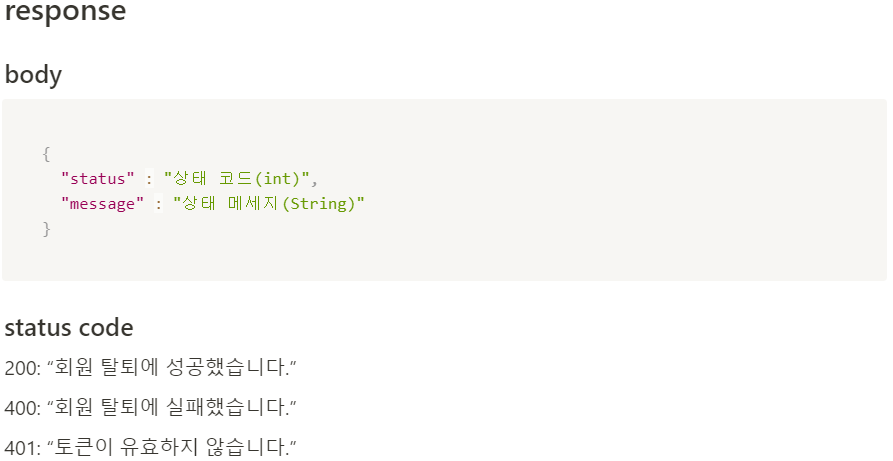 response
body
{
"status" : "상태 코드(int)",
"message" : "상태 메세지(String)"
}
status code
200: “회원 탈퇴에 성공했습니다.”
400: “회원 탈퇴에 실패했습니다.”
401: “토큰이 유효하지 않습니다.”